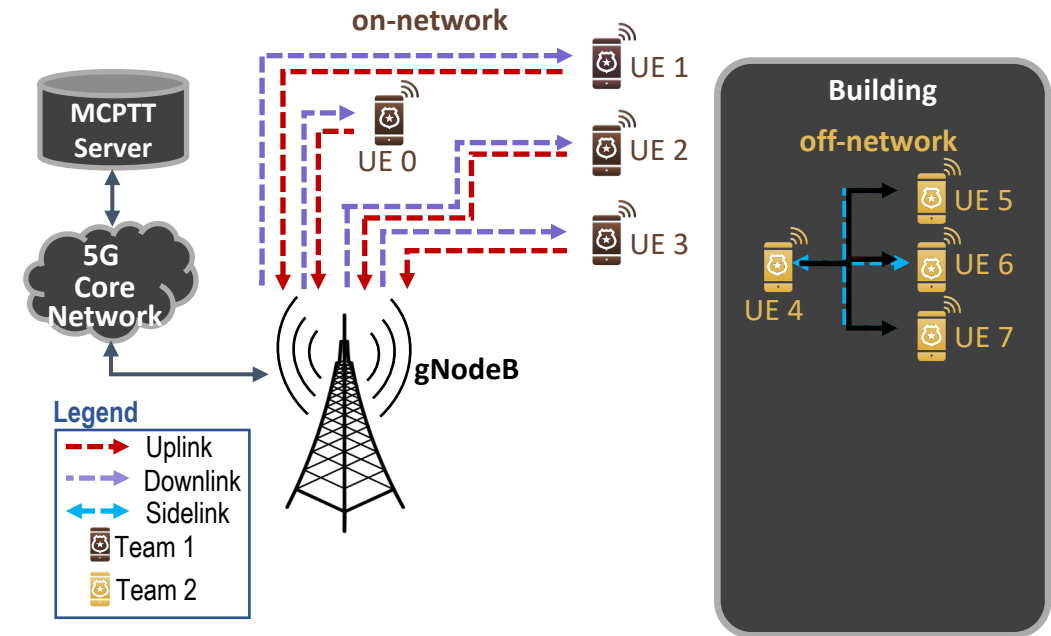 on-network
MCPTT
Server
UE 1
UE 0
UE 2
UE 3
5G
Core
Network
gNodeB
Building
off-network
UE 5
UE 4
UE 6
UE 7
Legend
Uplink
Downlink
Sidelink
Team 1
Team 2